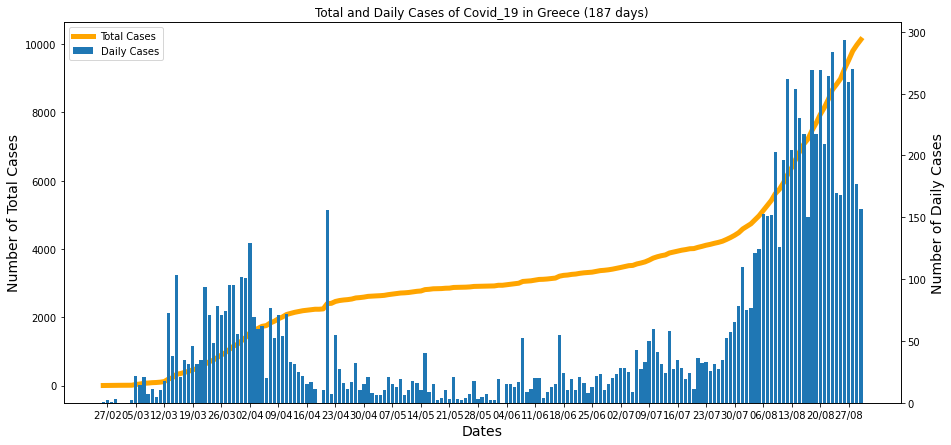 Total and Daily Cases of Covid_19 in Greece (187 days)
Total Cases
Daily Cases
Number of Total Cases
10000
8000
6000
4000
2000
0
300
250
200
150
100
50
0
Number of Daily Cases
27/02 05/03 12/03 19/03 26/03 02/04 09/04 16/04 23/04 30/04 07/05 14/05 21/05 28/05 04/06 11/06 18/06 25/06 02/07 09/07 16/07 23/07 30/07 06/08 13/08 20/08 27/08
Dates